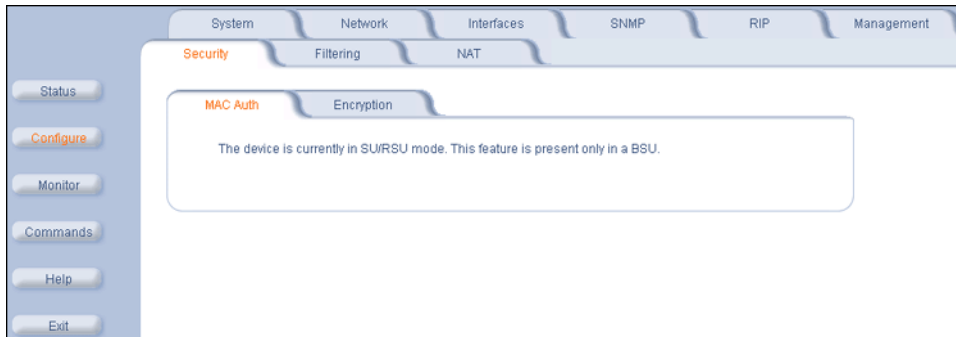 System Network Interfaces SNMP RIP Management
Security Filtering NAT
Status
MAC Auth Encryption
Configure
The device is currently in SU/RSU mode. This feature is present only in a BSU.
Monitor
Commands
Help
Exit